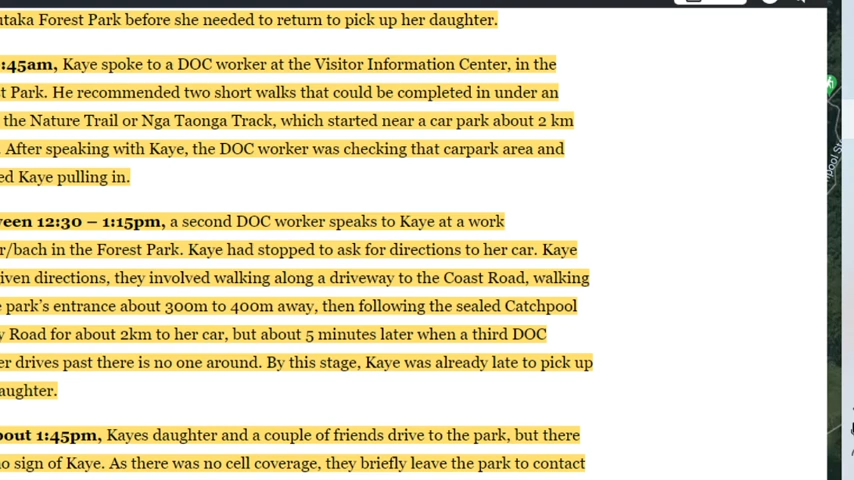 utaka Forest Park before she needed to return to pick up her daughter.
:45am, Kaye spoke to a DOC worker at the Visitor Information Center, in the
st Park. He recommended two short walks that could be completed in under an
the Nature Trail or Nga Taonga Track, which started near a car park about 2 km
. After speaking with Kaye, the DOC worker was checking that carpark area and
ed Kaye pulling in.
ween 12:30 – 1:15pm, a second DOC worker speaks to Kaye at a work
r/bach in the Forest Park. Kaye had stopped to ask for directions to her car. Kaye
iven directions, they involved walking along a driveway to the Coast Road, walking
e park's entrance about 300m to 400m away, then following the sealed Catchpool
y Road for about 2km to her car, but about 5 minutes later when a third DOC
er drives past there is no one around. By this stage, Kaye was already late to pick up
aughter.
bout 1:45pm, Kayes daughter and a couple of friends drive to the park, but there
no sign of Kaye. As there was no cell coverage, they briefly leave the park to contact
pool St